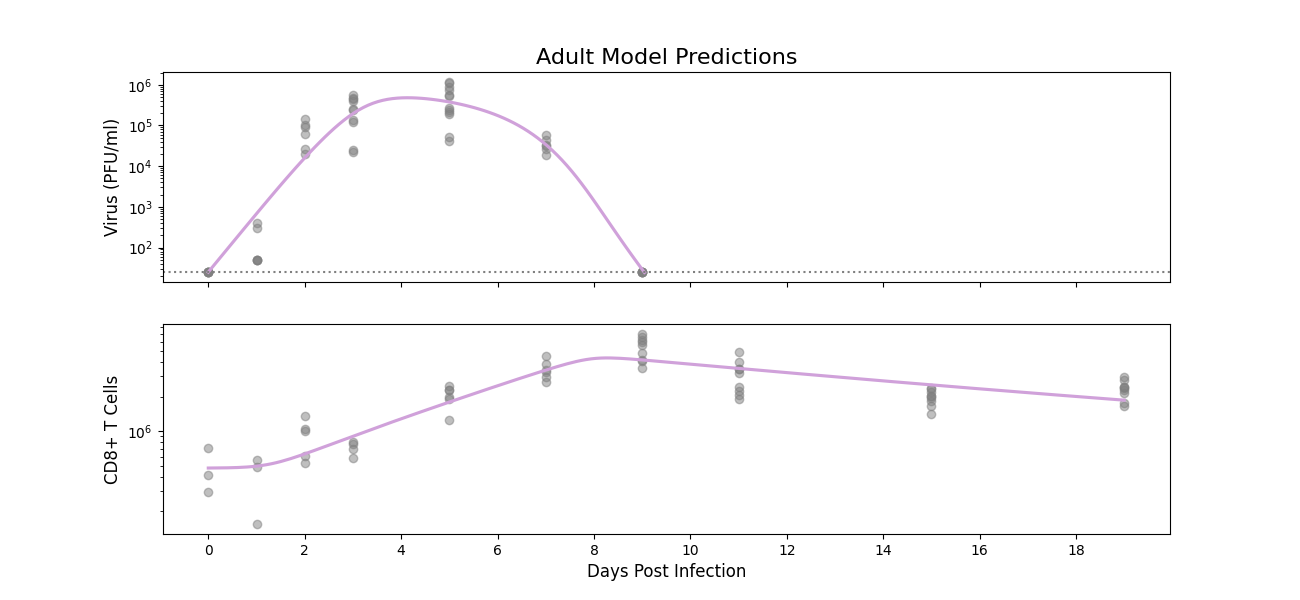 Adult Model Predictions
Virus (PFU/ml)
10⁶
10⁵
10⁴
10³
10²
CD8+ T Cells
10⁶
0 2 4 6 8 10 12 14 16 18
Days Post Infection